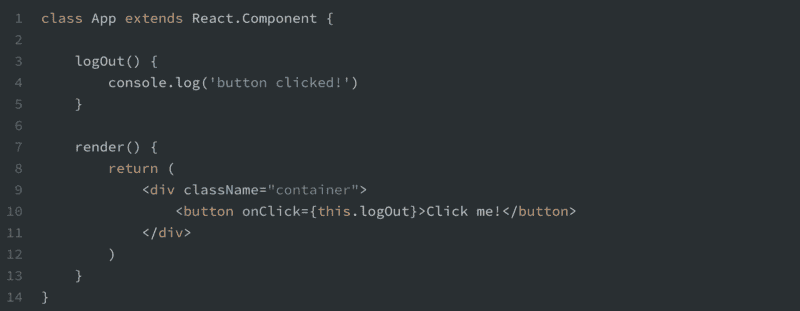 1 class App extends React.Component {
2
3     logOut() {
4         console.log('button clicked!')
5     }
6
7     render() {
8         return (
9             <div className="container">
10                 <button onClick={this.logOut}>Click me!</button>
11             </div>
12         )
13     }
14 }